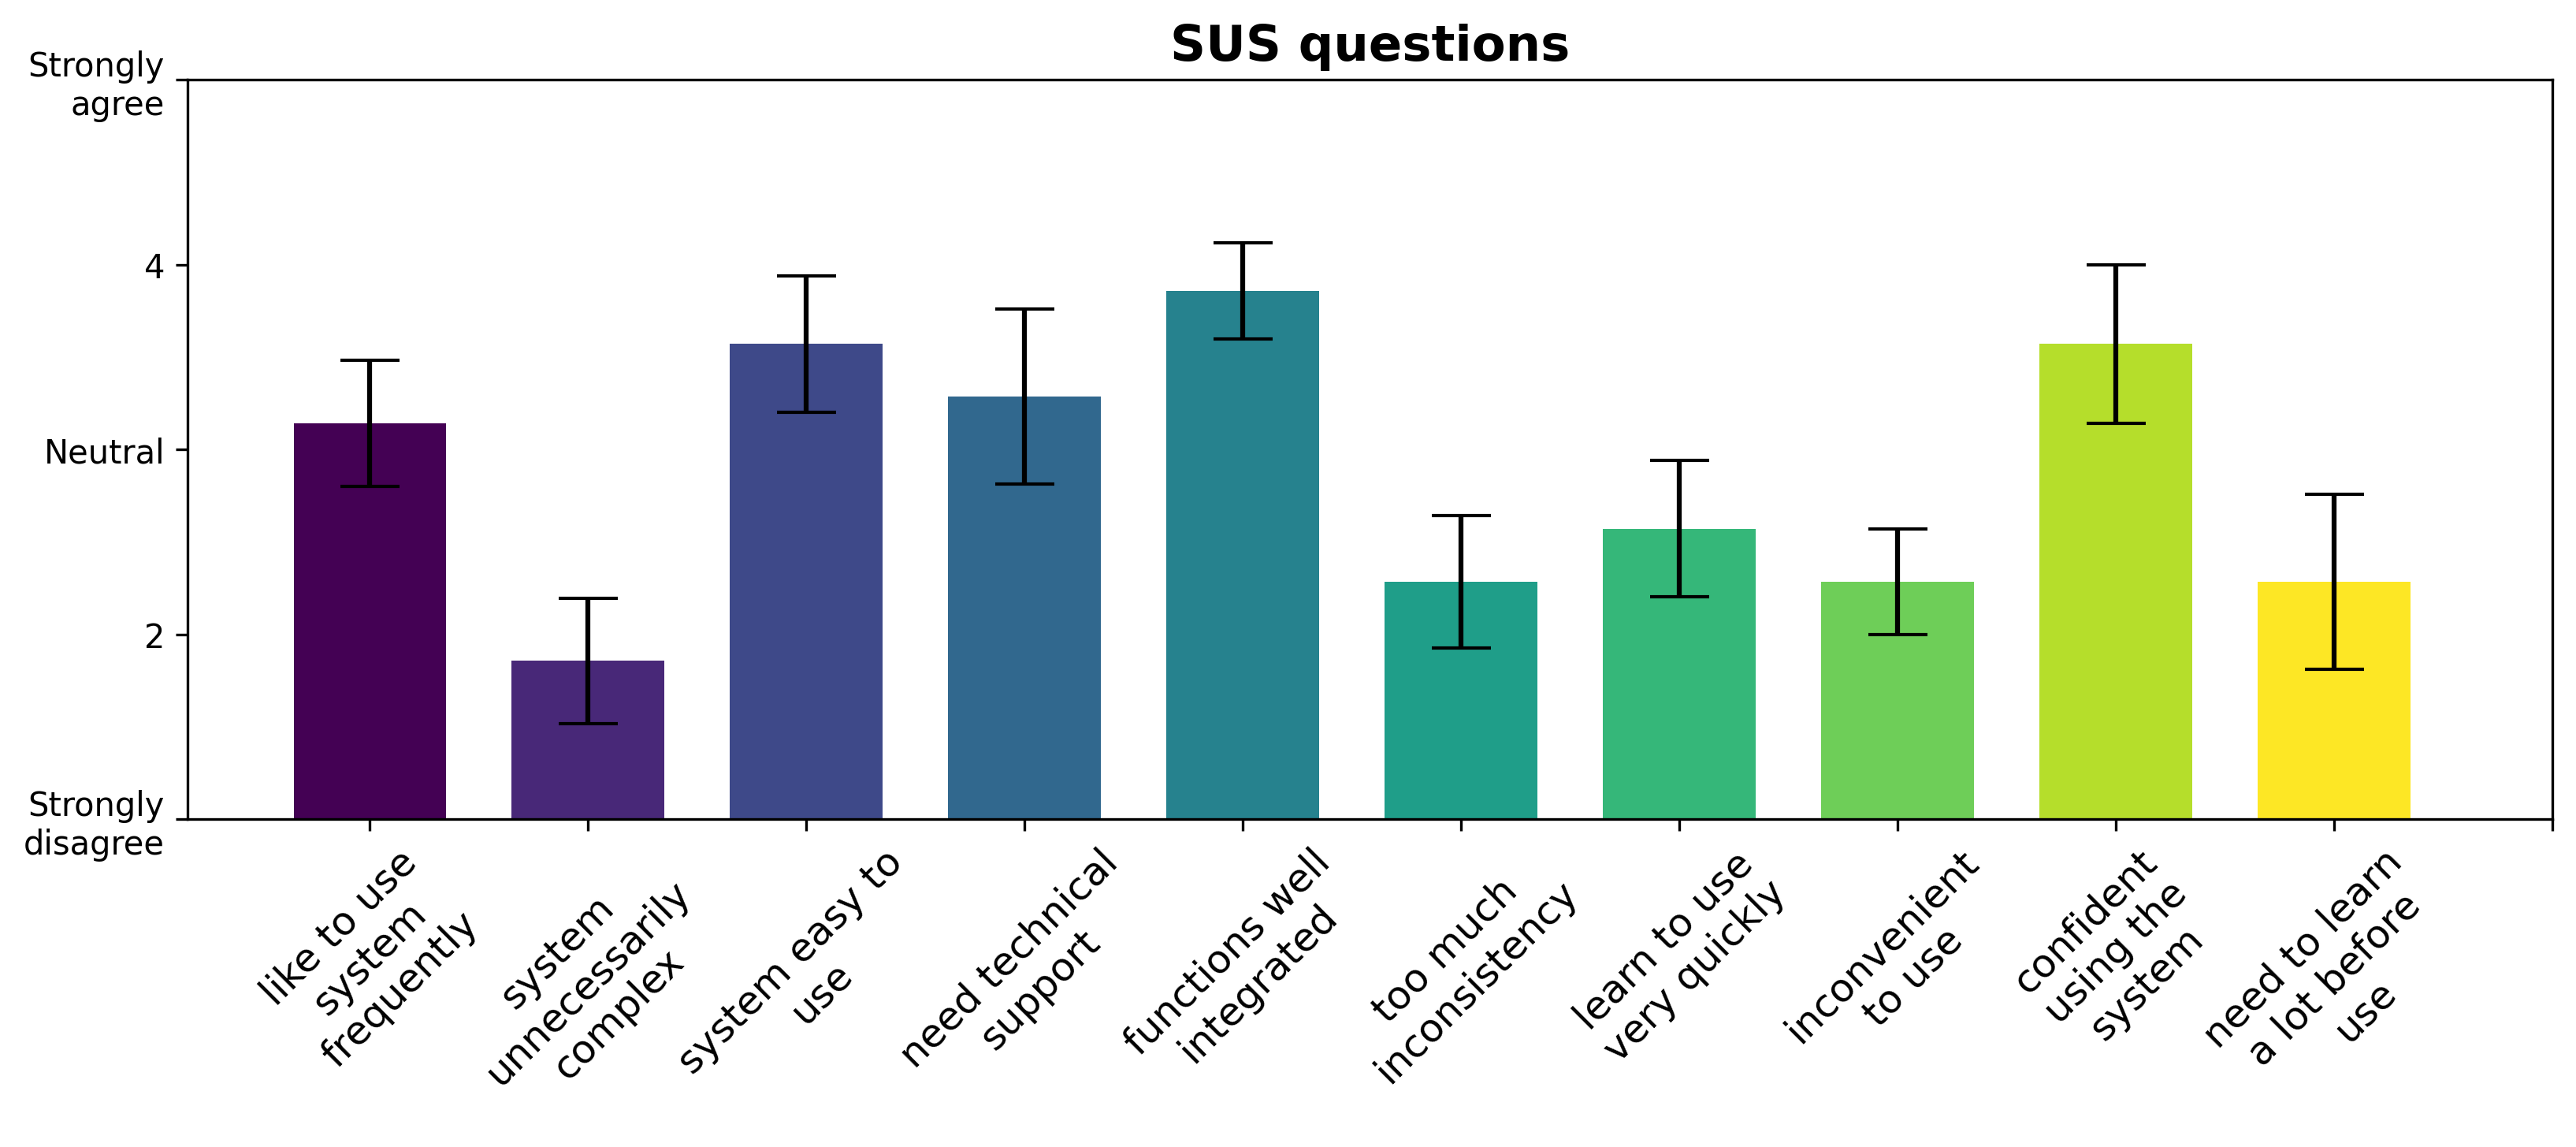 SUS questions
Strongly
agree
4
Neutral
2
Strongly
disagree
like to use
system
frequently
system
unnecessarily
complex
system easy to
use
need technical
support
functions well
integrated
too much
inconsistency
learn to use
very quickly
inconvenient
to use
confident
using the
system
need to learn
a lot before
use